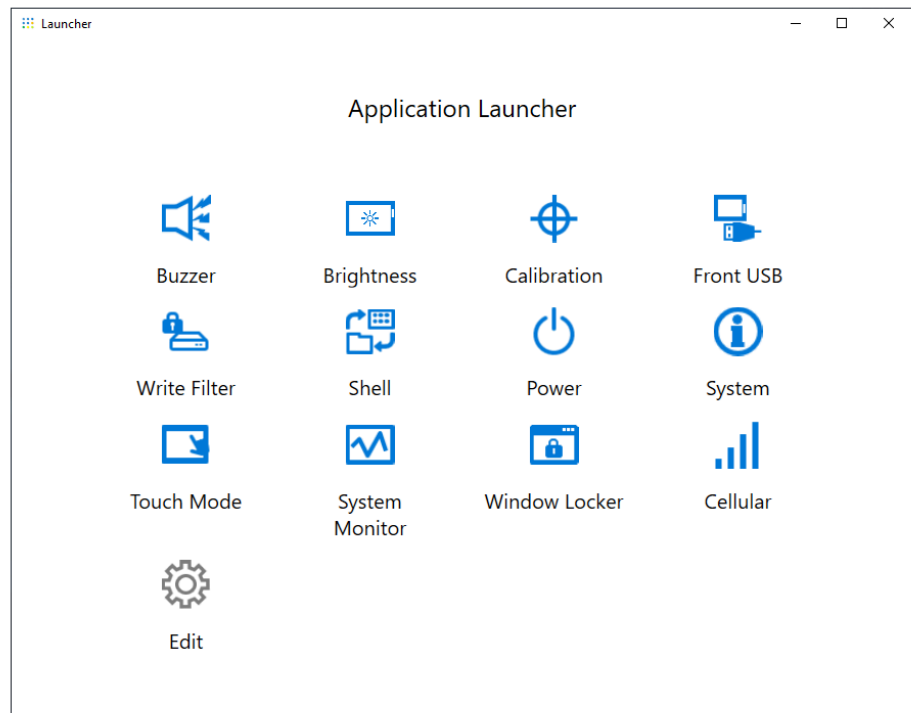 Launcher
Application Launcher
Buzzer
Brightness
Calibration
Front USB
Write Filter
Shell
Power
System
Touch Mode
System
Monitor
Window Locker
Cellular
Edit